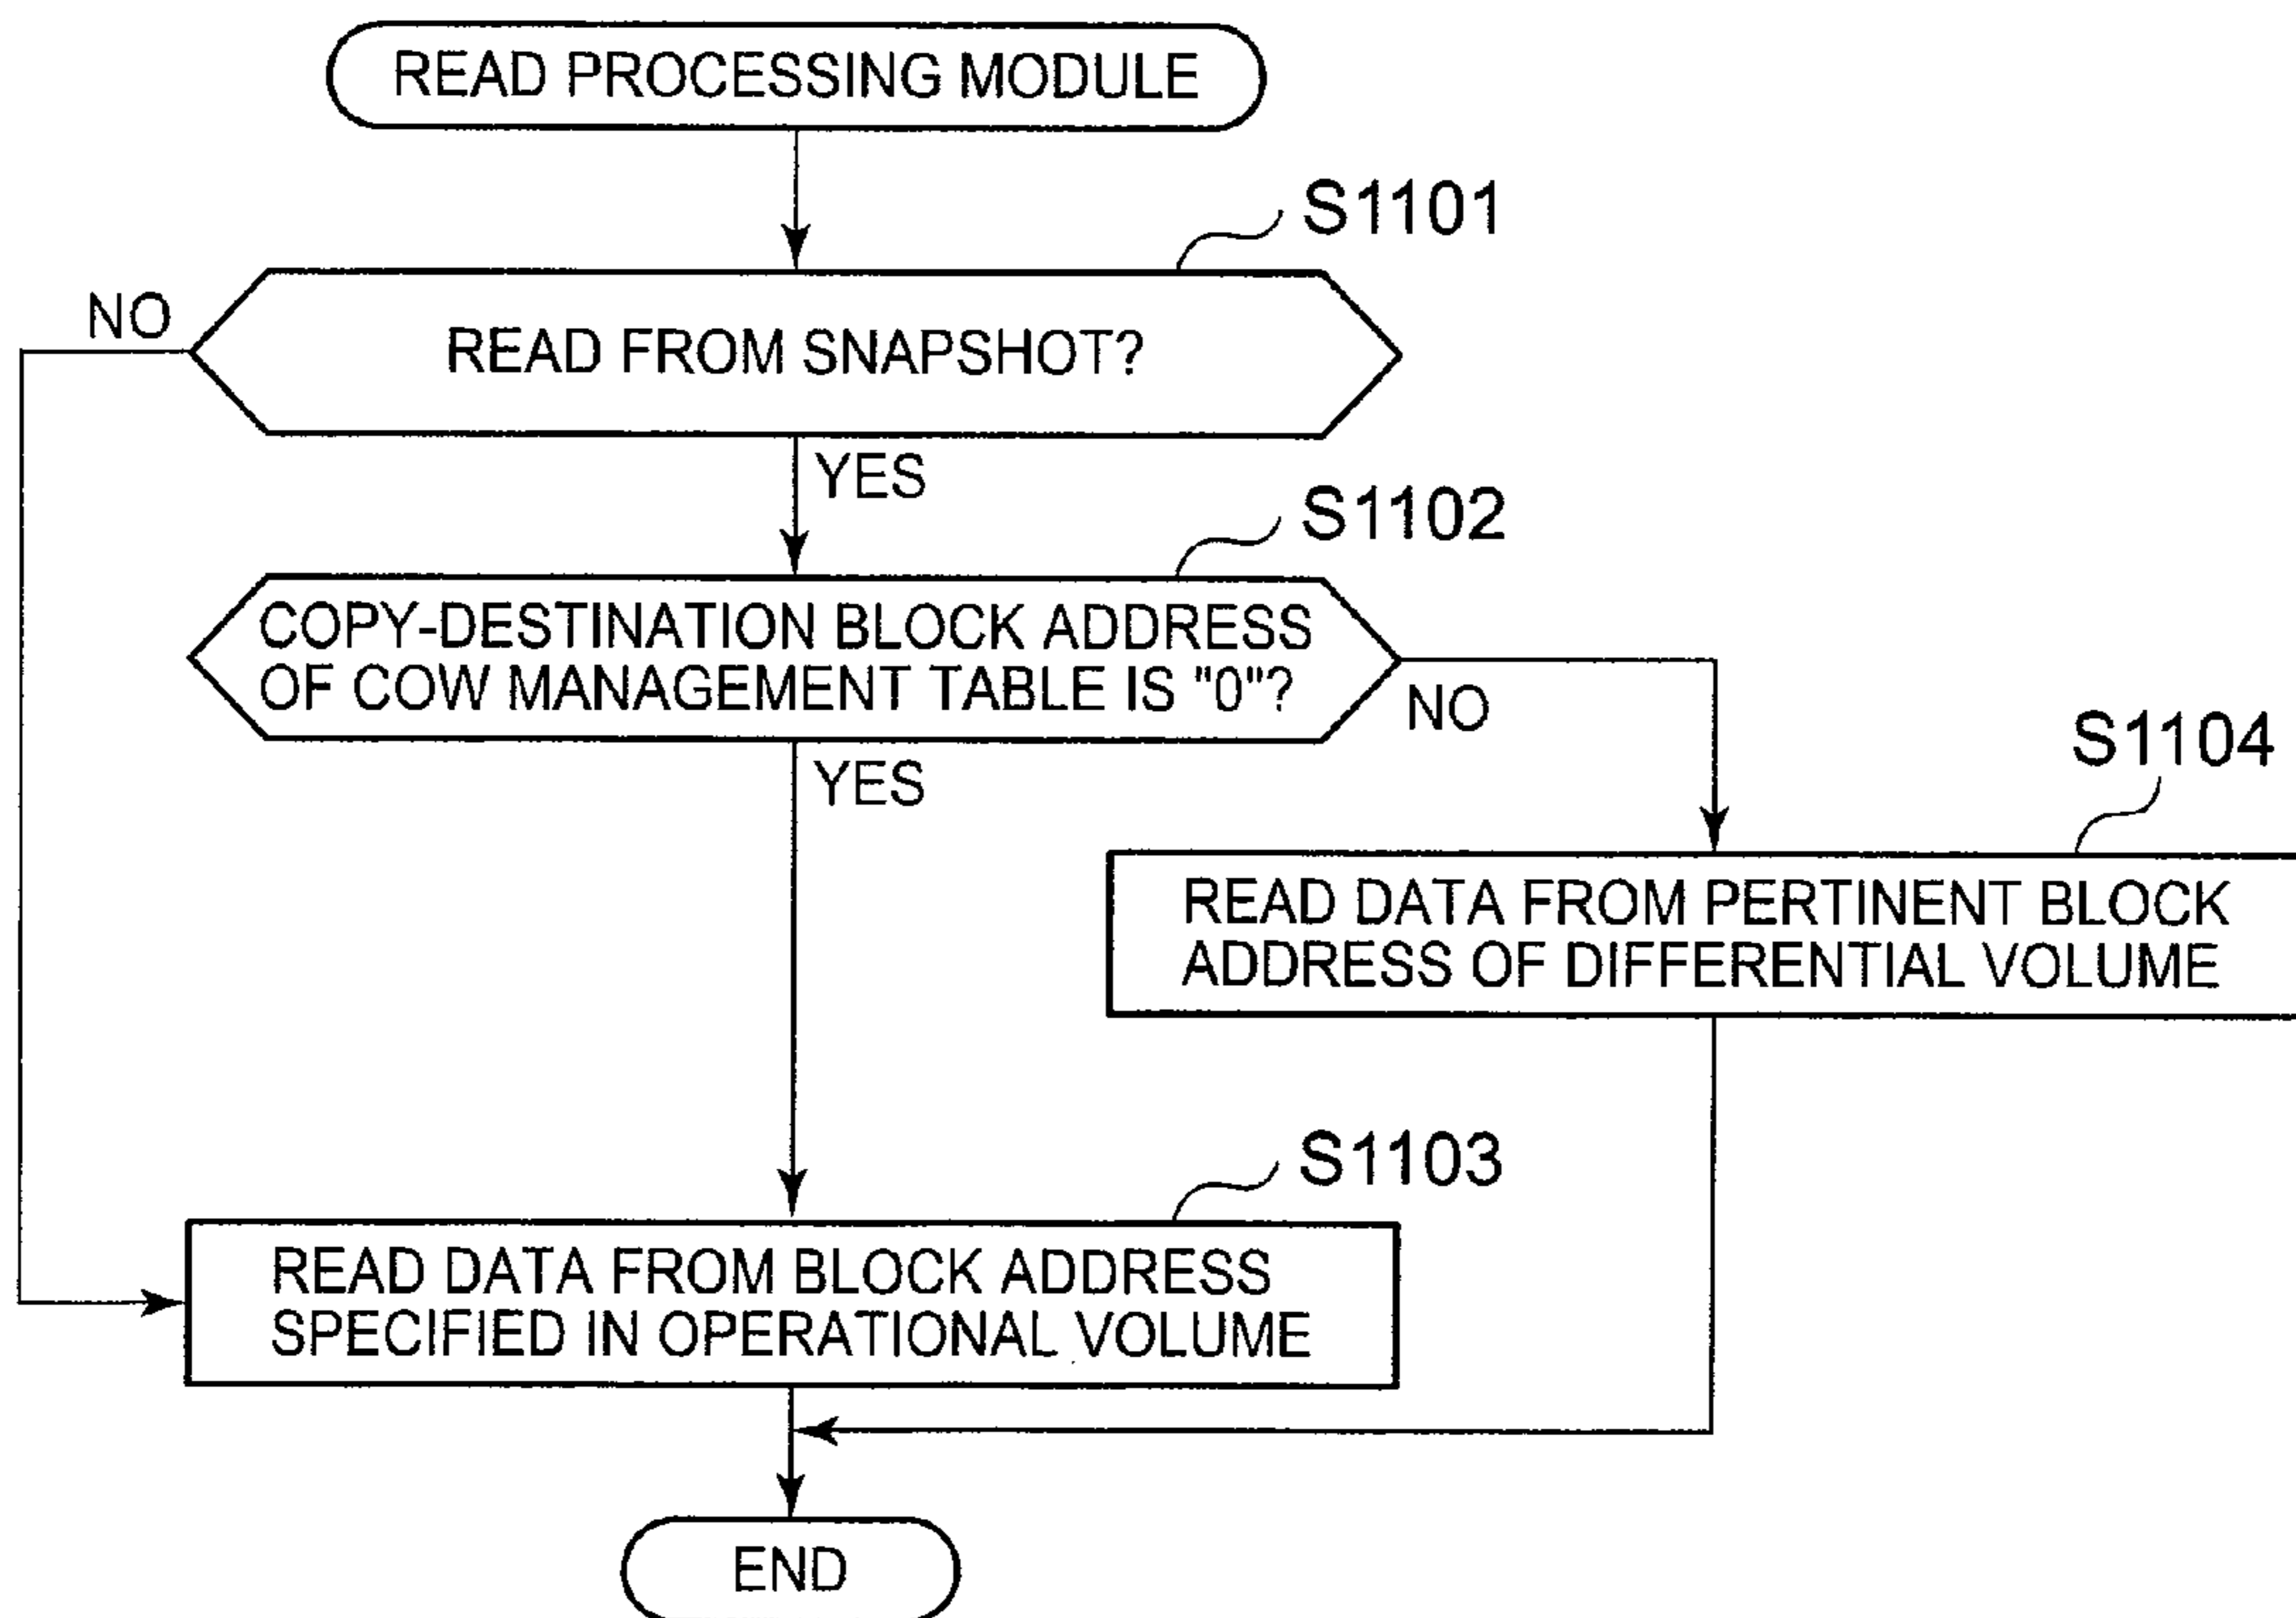 READ PROCESSING MODULE
S1101
NO
READ FROM SNAPSHOT?
YES
S1102
COPY-DESTINATION BLOCK ADDRESS
OF COW MANAGEMENT TABLE IS "0"?
NO
YES
S1104
READ DATA FROM PERTINENT BLOCK
ADDRESS OF DIFFERENTIAL VOLUME
S1103
READ DATA FROM BLOCK ADDRESS
SPECIFIED IN OPERATIONAL VOLUME
END